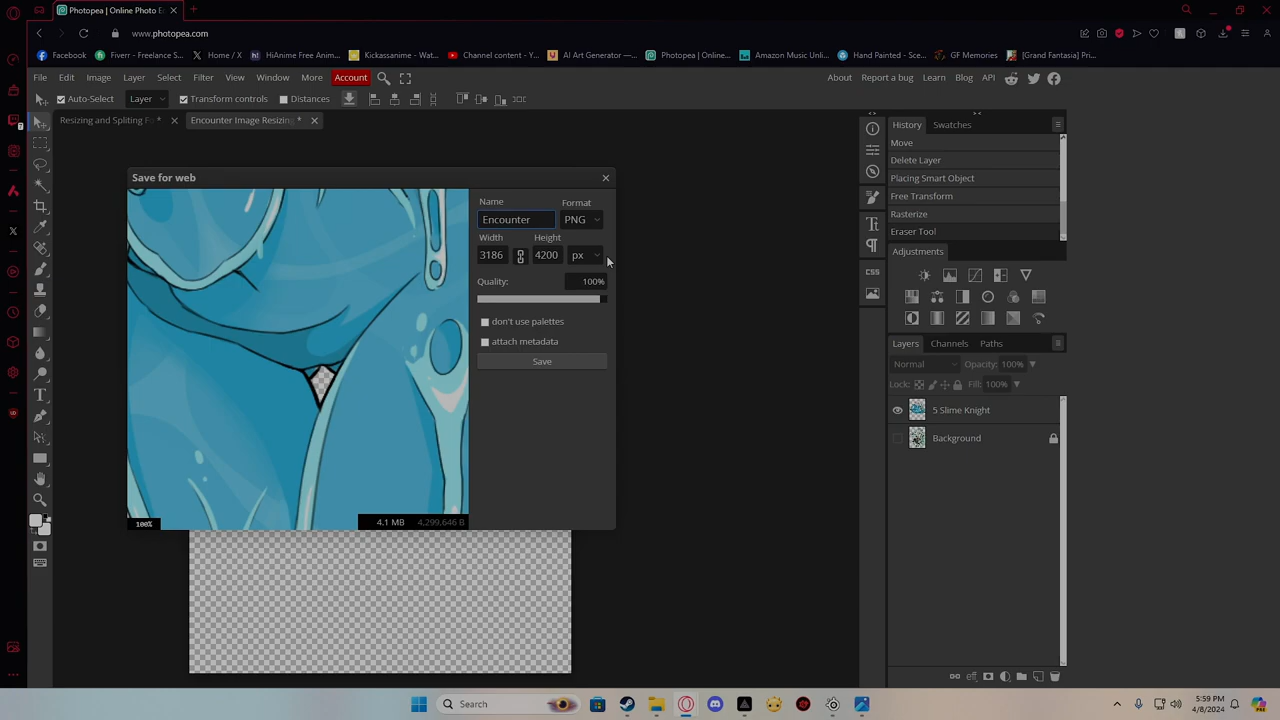 Photopea | Online Photo E
www.photopea.com
Facebook Fiverr - Freelance S... Home / X HiAnime Free Anim... Kickassanime - Wat... Channel content - Y... AI Art Generator —... Photopea | Online... Amazon Music Unli... Hand Painted - Sce... GF Memories [Grand Fantasia] Pri...
File Edit Image Layer Select Filter View Window More Account About Report a bug Learn Blog API
Auto-Select Layer Transform controls Distances
Resizing and Spliting Fo * Encounter Image Resizing * History Swatches
Move
Delete Layer
Placing Smart Object
Free Transform
Rasterize
Eraser Tool
Adjustments
CSS
Layers Channels Paths
Normal Opacity: 100%
Lock: Fill: 100%
5 Slime Knight
Background
Save for web
Name Format
Encounter PNG
Width Height
3186 4200 px
Quality: 100%
don't use palettes
attach metadata
Save
100% 4.1 MB 4,299,646 B
eff
Search
5:59 PM
4/8/2024